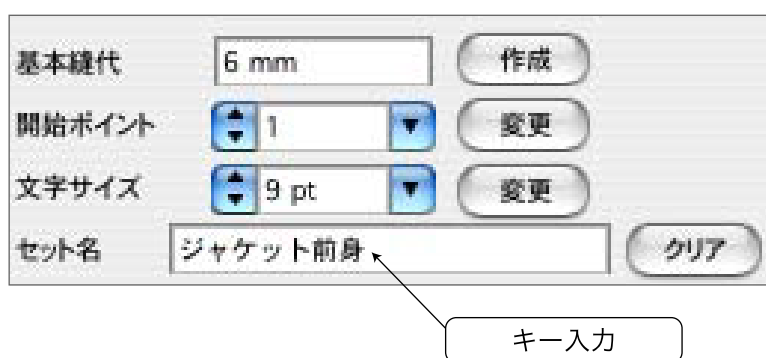 基本縫代 6 mm 作成
開始ポイント 1 変更
文字サイズ 9 pt 変更
セット名 ジャケット前身 クリア
キー入力